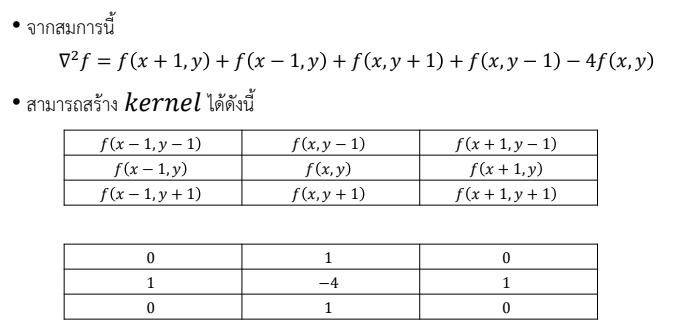 • จากสมการนี้
∇²f = f(x + 1, y) + f(x − 1, y) + f(x, y + 1) + f(x, y − 1) − 4f(x, y)
• สามารถสร้าง kernel ได้ดังนี้
f(x − 1, y − 1) f(x, y − 1) f(x + 1, y − 1)
f(x − 1, y) f(x, y) f(x + 1, y)
f(x − 1, y + 1) f(x, y + 1) f(x + 1, y + 1)
0 1 0
1 −4 1
0 1 0